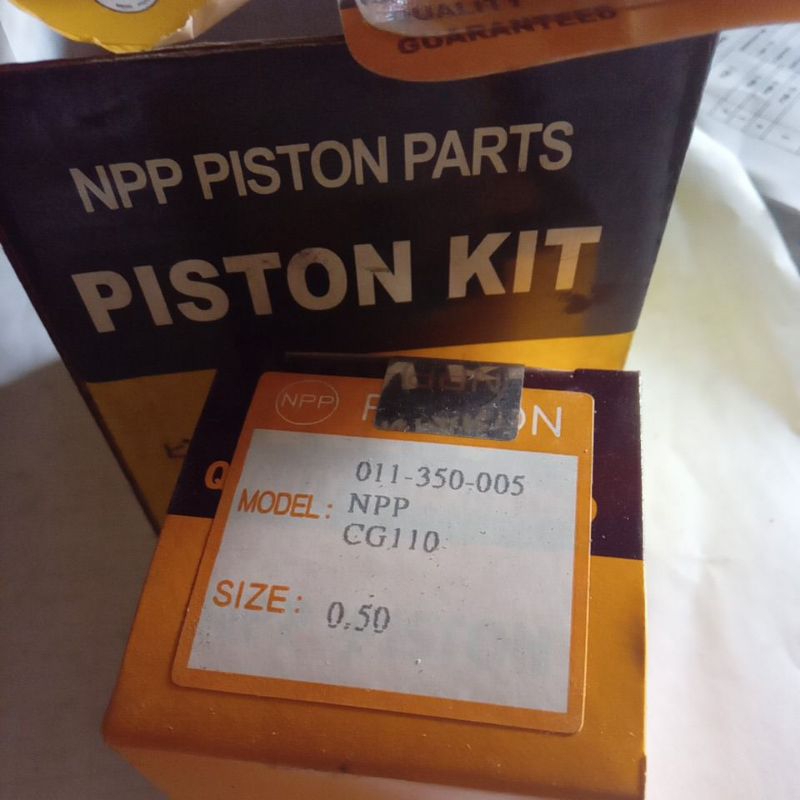 QUALITY
GUARANTEED
NPP PISTON PARTS
PISTON KIT
NPP
011-350-005
MODEL: NPP
CG110
SIZE: 0.50